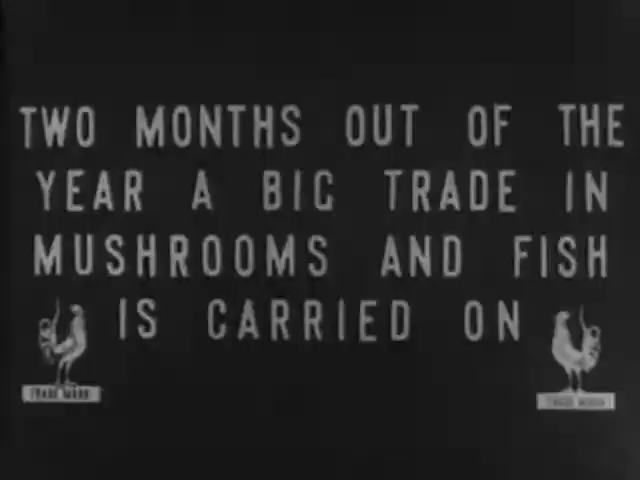 TWO MONTHS OUT OF THE
YEAR A BIG TRADE IN
MUSHROOMS AND FISH
IS CARRIED ON
TRADE MARK
TRADE MARK